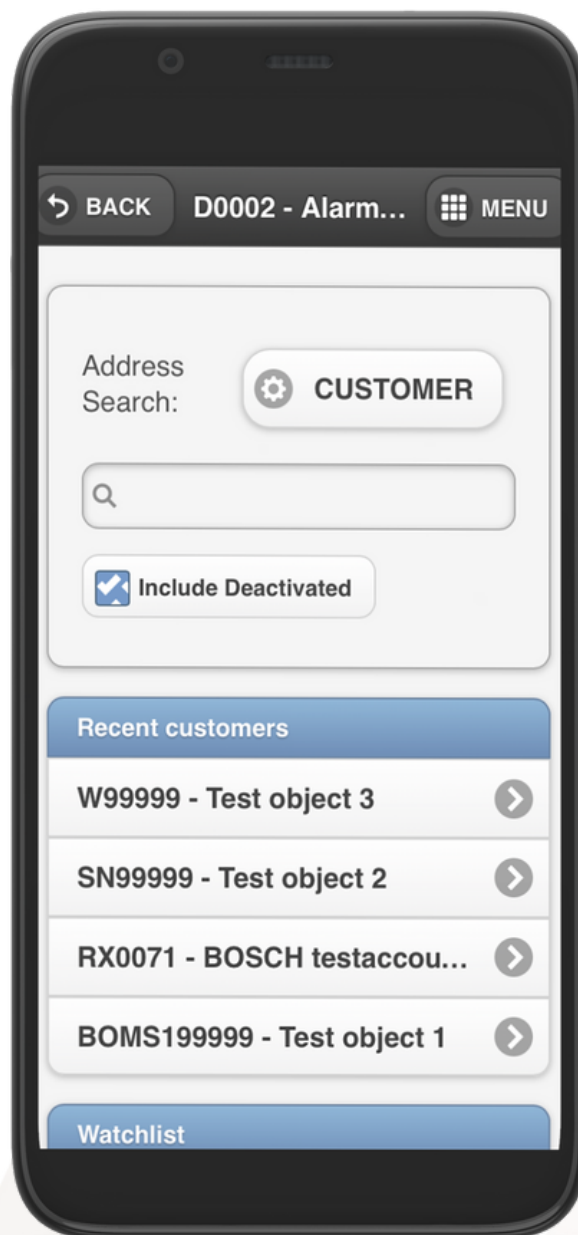 BACK
D0002 - Alarm...
MENU
Address
Search:
CUSTOMER
Include Deactivated
Recent customers
W99999 - Test object 3
SN99999 - Test object 2
RX0071 - BOSCH testaccou...
BOMS199999 - Test object 1
Watchlist